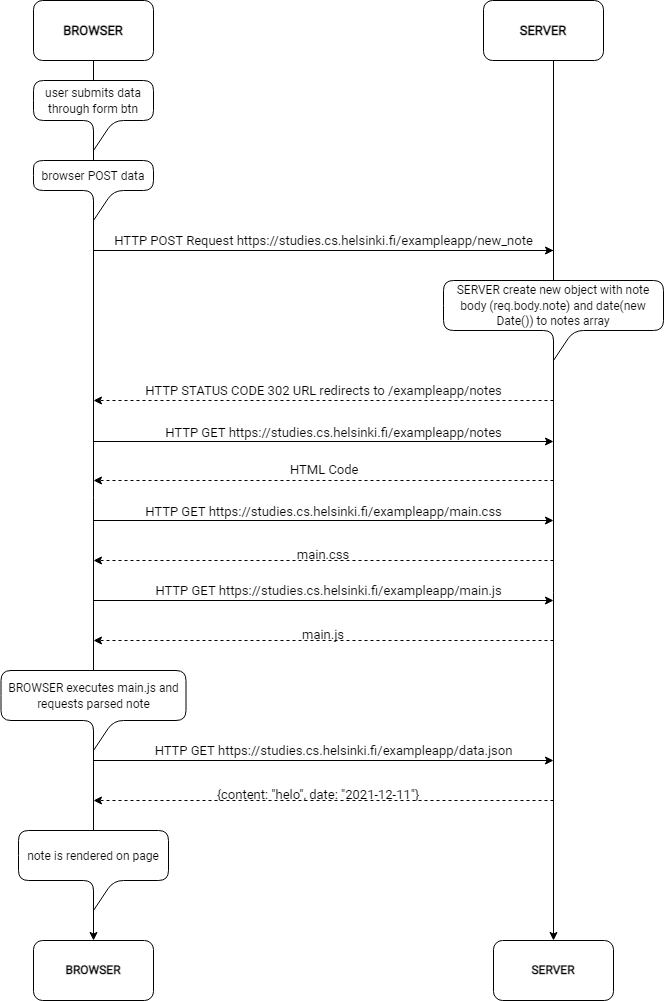 BROWSER
SERVER
user submits data
through form btn
browser POST data
HTTP POST Request https://studies.cs.helsinki.fi/exampleapp/new_note
SERVER create new object with note
body (req.body.note) and date(new
Date()) to notes array
HTTP STATUS CODE 302 URL redirects to /exampleapp/notes
HTTP GET https://studies.cs.helsinki.fi/exampleapp/notes
HTML Code
HTTP GET https://studies.cs.helsinki.fi/exampleapp/main.css
main.css
HTTP GET https://studies.cs.helsinki.fi/exampleapp/main.js
main.js
BROWSER executes main.js and
requests parsed note
HTTP GET https://studies.cs.helsinki.fi/exampleapp/data.json
{content: "helo", date: "2021-12-11"}
note is rendered on page
BROWSER
SERVER